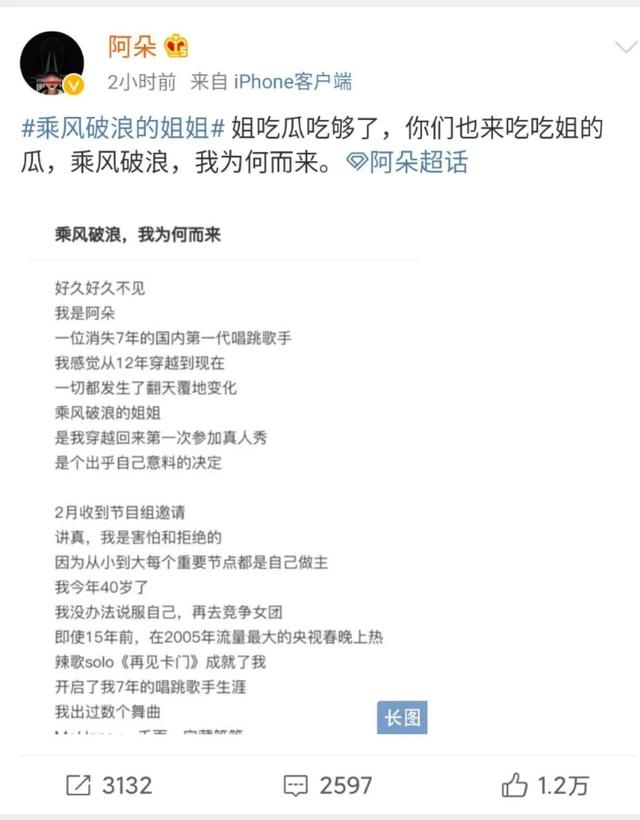 阿朵
2小时前 来自 iPhone客户端
#乘风破浪的姐姐# 姐吃瓜吃够了，你们也来吃吃姐的
瓜，乘风破浪，我为何而来。阿朵超话
乘风破浪，我为何而来
好久好久不见
我是阿朵
一位消失7年的国内第一代唱跳歌手
我感觉从12年穿越到现在
一切都发生了翻天覆地变化
乘风破浪的姐姐
是我穿越回来第一次参加真人秀
是个出乎自己意料的决定
2月收到节目组邀请
讲真，我是害怕和拒绝的
因为从小到大每个重要节点都是自己做主
我今年40岁了
我没办法说服自己，再去竞争女团
即使15年前，在2005年流量最大的央视春晚上热
辣歌solo《再见卡门》成就了我
开启了我7年的唱跳歌手生涯
我出过数个舞曲
长图
3132
2597
1.2万